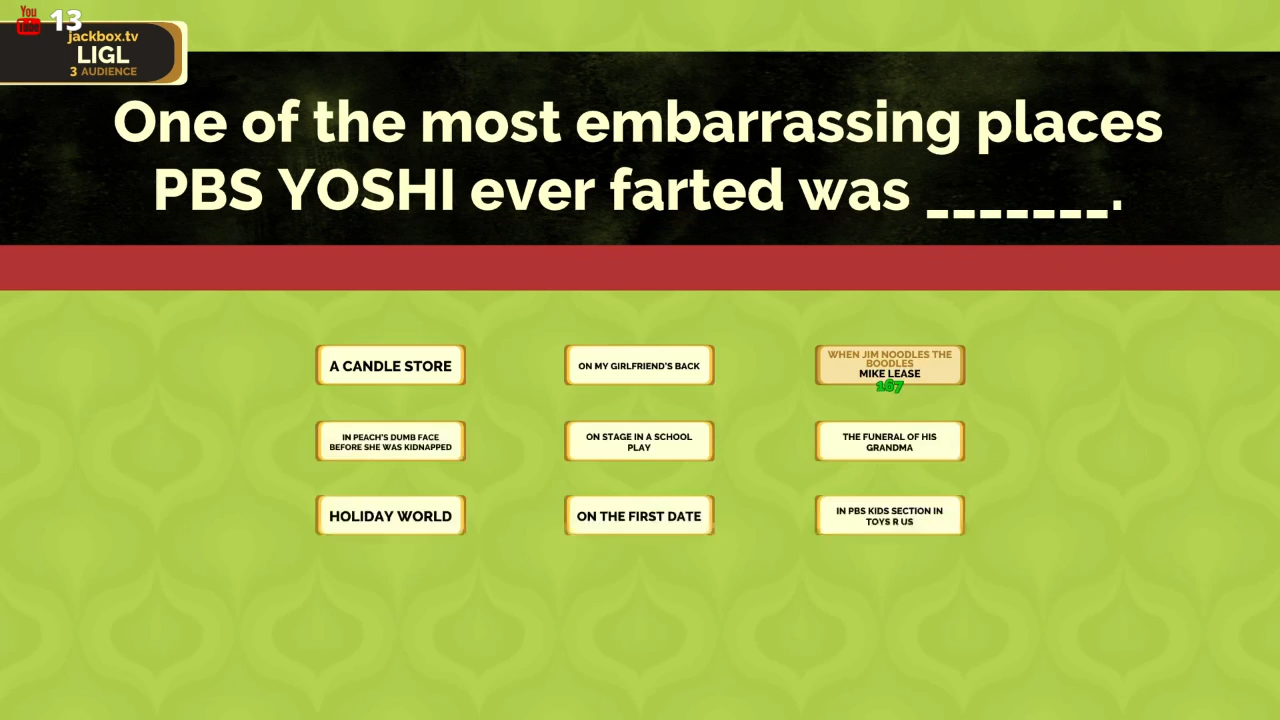 You
Tube
13
jackbox.tv
LIGL
3 AUDIENCE
One of the most embarrassing places
PBS YOSHI ever farted was _______.
A CANDLE STORE
ON MY GIRLFRIEND'S BACK
WHEN JIM NOODLES THE
BOODLES
MIKE LEASE
187
IN PEACH'S DUMB FACE
BEFORE SHE WAS KIDNAPPED
ON STAGE IN A SCHOOL
PLAY
THE FUNERAL OF HIS
GRANDMA
HOLIDAY WORLD
ON THE FIRST DATE
IN PBS KIDS SECTION IN
TOYS R US